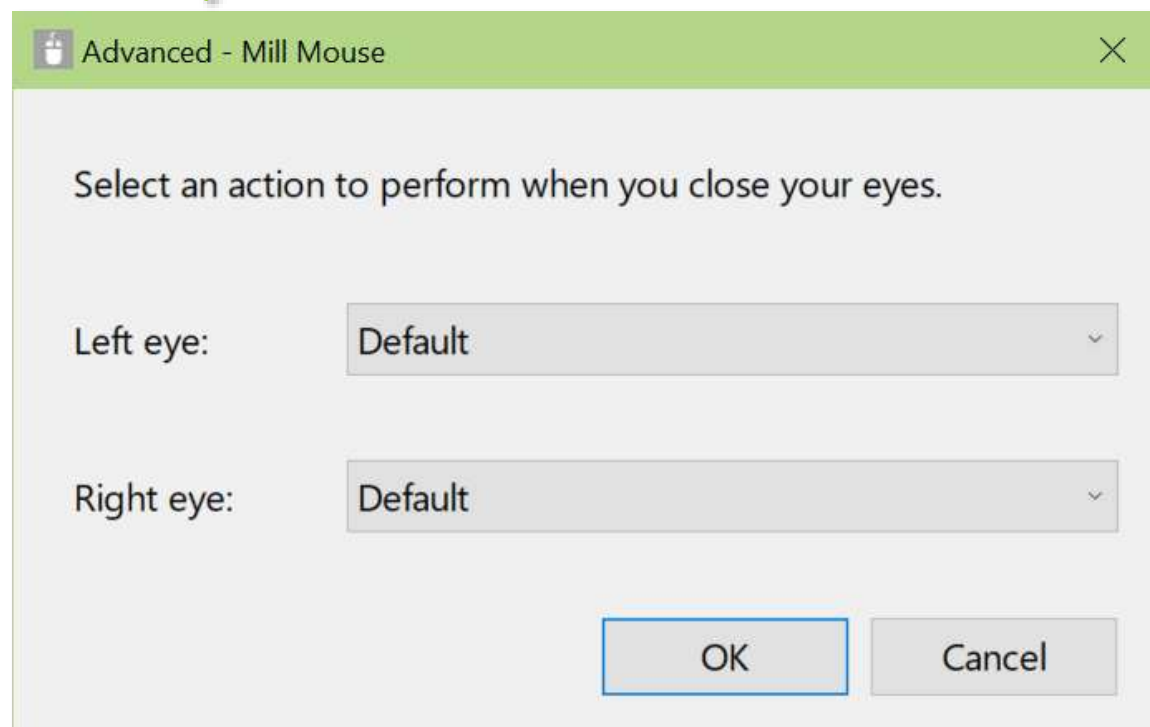 Advanced - Mill Mouse
Select an action to perform when you close your eyes.
Left eye: Default
Right eye: Default
OK Cancel